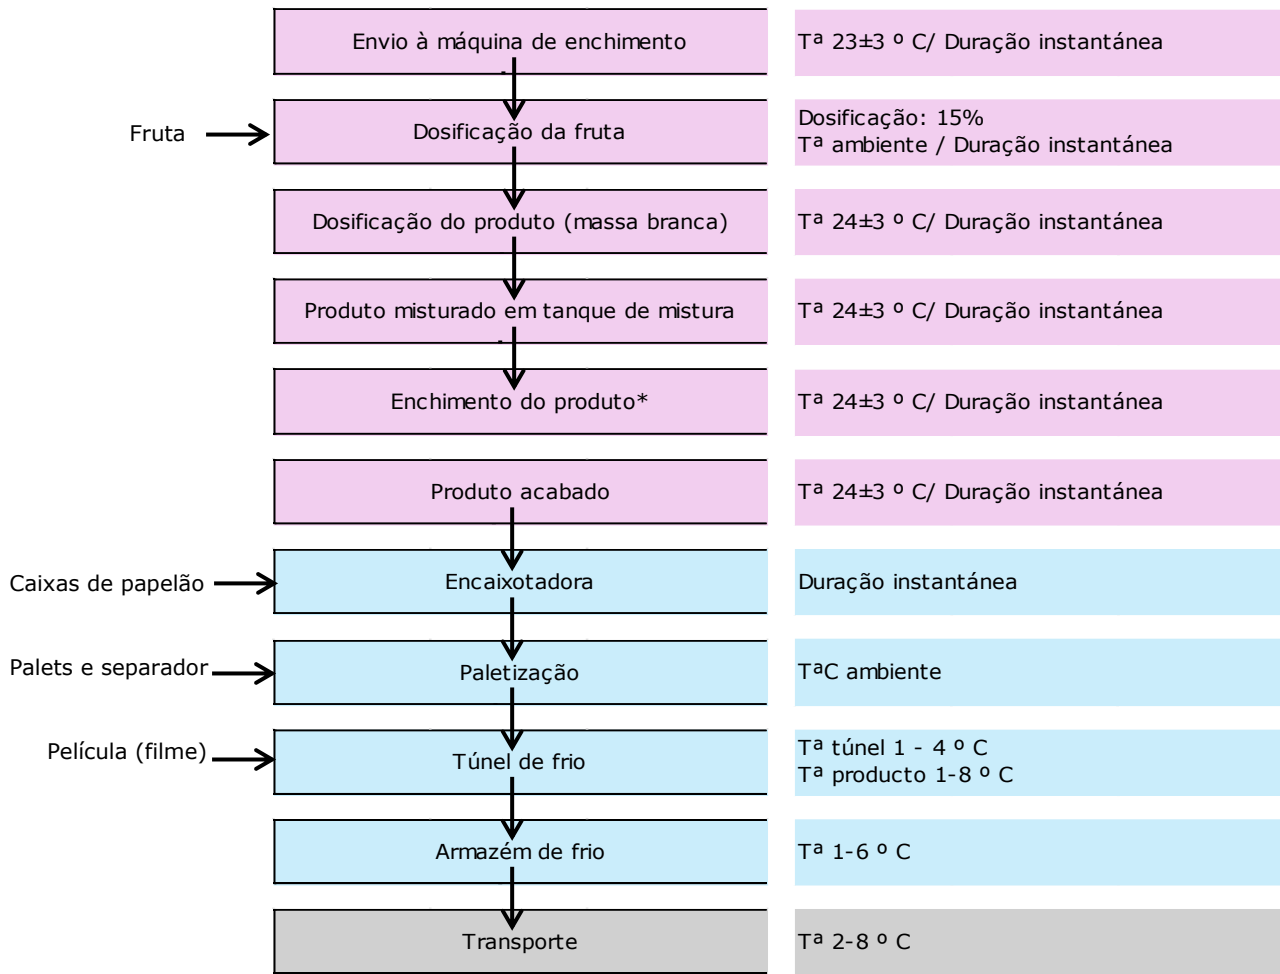 Envio à máquina de enchimento
Tª 23±3 º C/ Duração instantánea
Fruta
Dosificação da fruta
Dosificação: 15%
Tª ambiente / Duração instantánea
Dosificação do produto (massa branca)
Tª 24±3 º C/ Duração instantánea
Produto misturado em tanque de mistura
Tª 24±3 º C/ Duração instantánea
Enchimento do produto*
Tª 24±3 º C/ Duração instantánea
Produto acabado
Tª 24±3 º C/ Duração instantánea
Caixas de papelão
Encaixotadora
Duração instantánea
Palets e separador
Paletização
TªC ambiente
Película (filme)
Túnel de frio
Tª túnel 1 - 4 º C
Tª producto 1-8 º C
Armazém de frio
Tª 1-6 º C
Transporte
Tª 2-8 º C